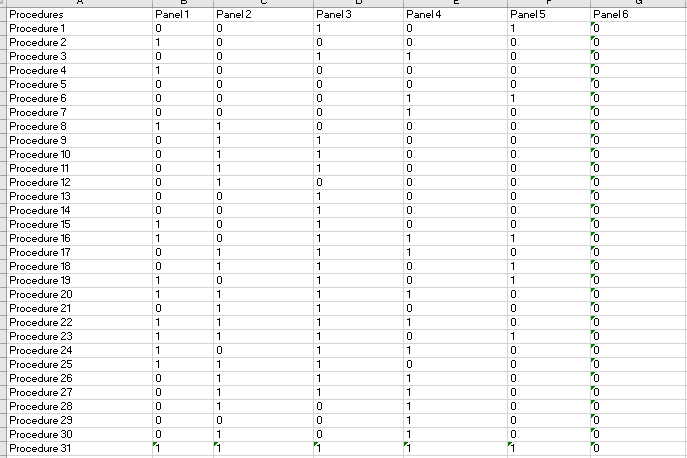 A B C D E F G
Procedures Panel 1 Panel 2 Panel 3 Panel 4 Panel 5 Panel 6
Procedure 1 0 0 1 0 1 0
Procedure 2 1 0 0 0 0 0
Procedure 3 0 0 1 1 0 0
Procedure 4 1 0 0 0 0 0
Procedure 5 0 0 0 0 0 0
Procedure 6 0 0 0 1 1 0
Procedure 7 0 0 0 1 0 0
Procedure 8 1 1 0 0 0 0
Procedure 9 0 1 1 0 0 0
Procedure 10 0 1 1 0 0 0
Procedure 11 0 1 1 0 0 0
Procedure 12 0 1 0 0 0 0
Procedure 13 0 0 1 0 0 0
Procedure 14 0 0 1 0 0 0
Procedure 15 1 0 1 0 0 0
Procedure 16 1 0 1 1 1 0
Procedure 17 0 1 1 1 0 0
Procedure 18 0 1 1 0 1 0
Procedure 19 1 0 1 0 1 0
Procedure 20 1 1 1 1 0 0
Procedure 21 0 1 1 1 0 0
Procedure 22 1 1 1 1 0 0
Procedure 23 1 1 1 0 1 0
Procedure 24 1 0 1 1 0 0
Procedure 25 1 1 1 0 0 0
Procedure 26 0 1 1 1 0 0
Procedure 27 0 1 1 1 0 0
Procedure 28 0 1 0 1 0 0
Procedure 29 0 0 0 1 0 0
Procedure 30 0 1 0 1 0 0
Procedure 31 1 1 1 1 1 0